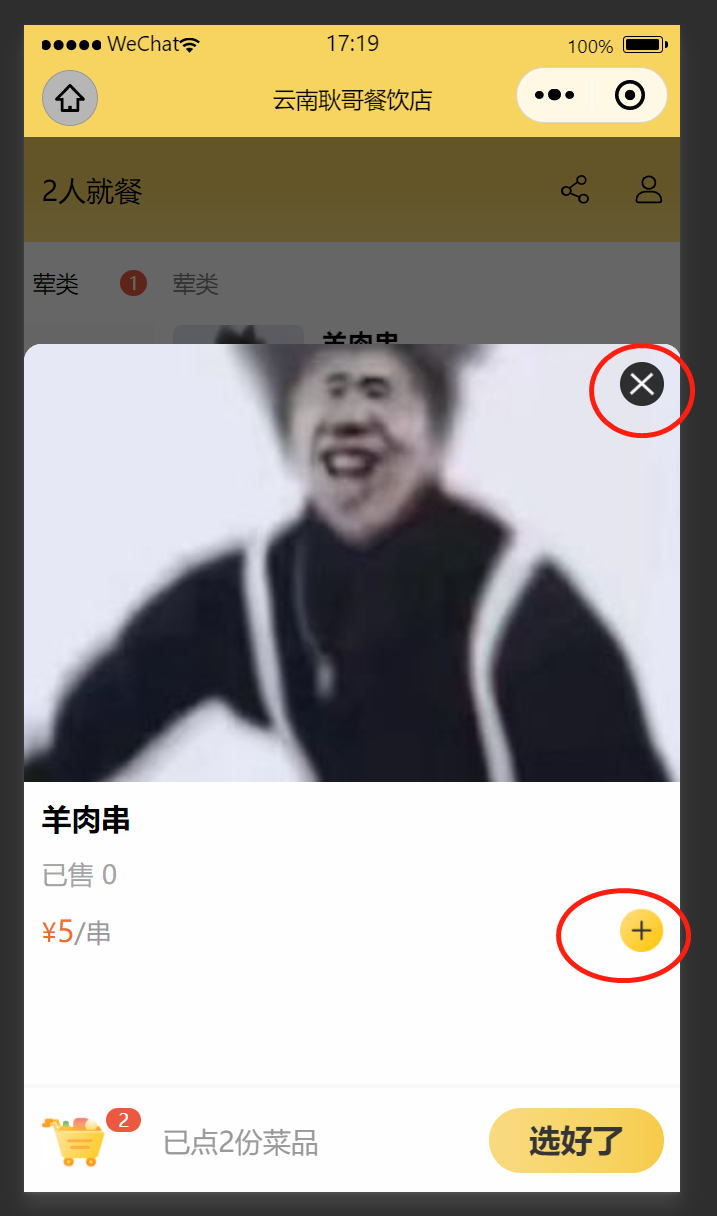 WeChat 17:19 100%
云南耿哥餐饮店
2人就餐
荤类 1 荤类
羊肉串
羊肉串
已售 0
¥5/串
2
已点2份菜品 选好了